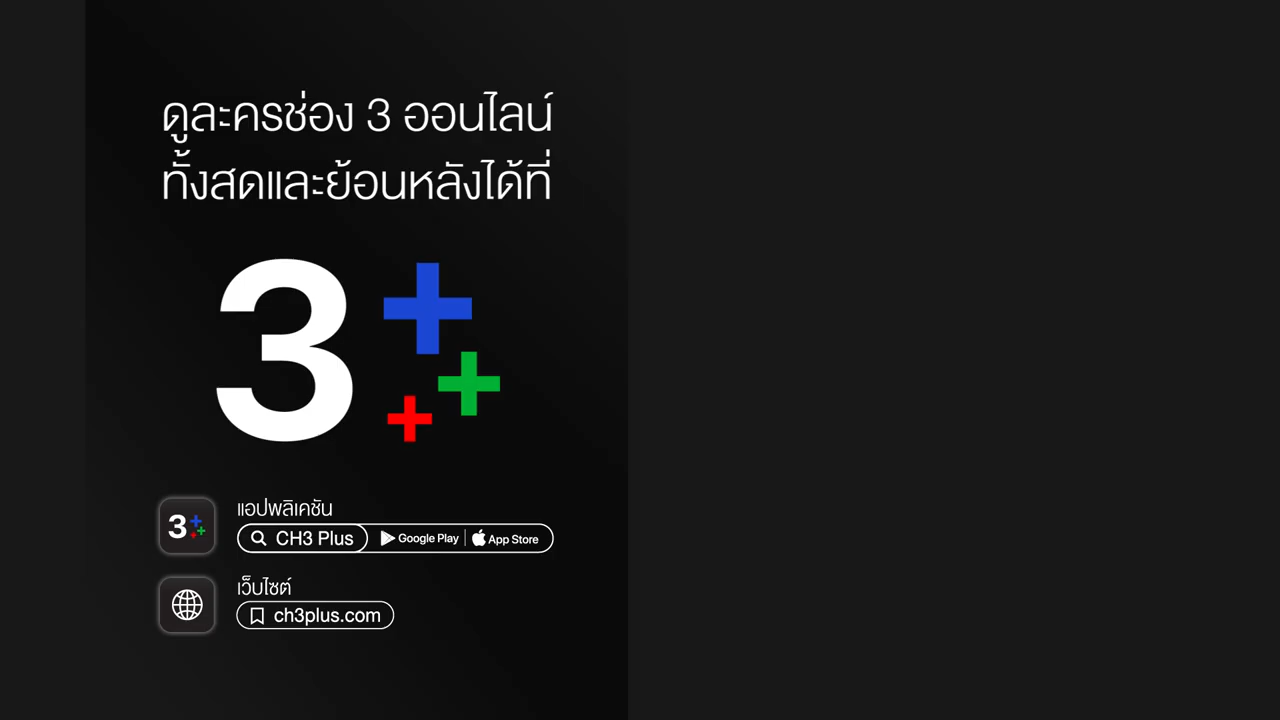 ดูละครช่อง 3 ออนไลน์
ทั้งสดและย้อนหลังได้ที่
3+++
3+++
แอปพลิเคชัน
CH3 Plus Google Play | App Store
เว็บไซต์
ch3plus.com